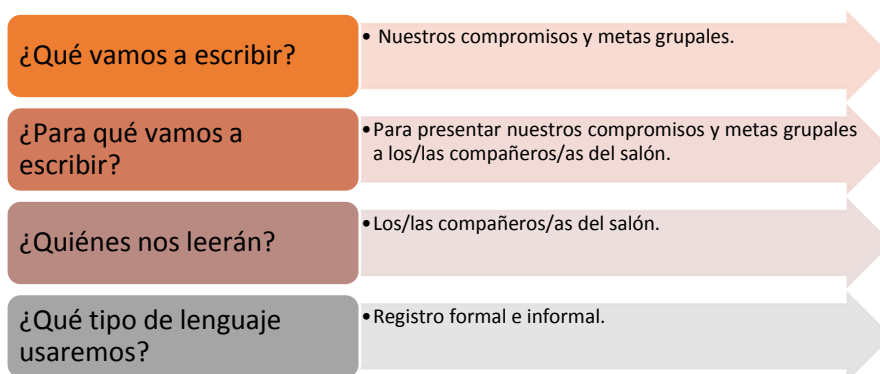 ¿Qué vamos a escribir?
• Nuestros compromisos y metas grupales.
¿Para qué vamos a
escribir?
•Para presentar nuestros compromisos y metas grupales
a los/las compañeros/as del salón.
¿Quiénes nos leerán?
•Los/las compañeros/as del salón.
¿Qué tipo de lenguaje
usaremos?
•Registro formal e informal.